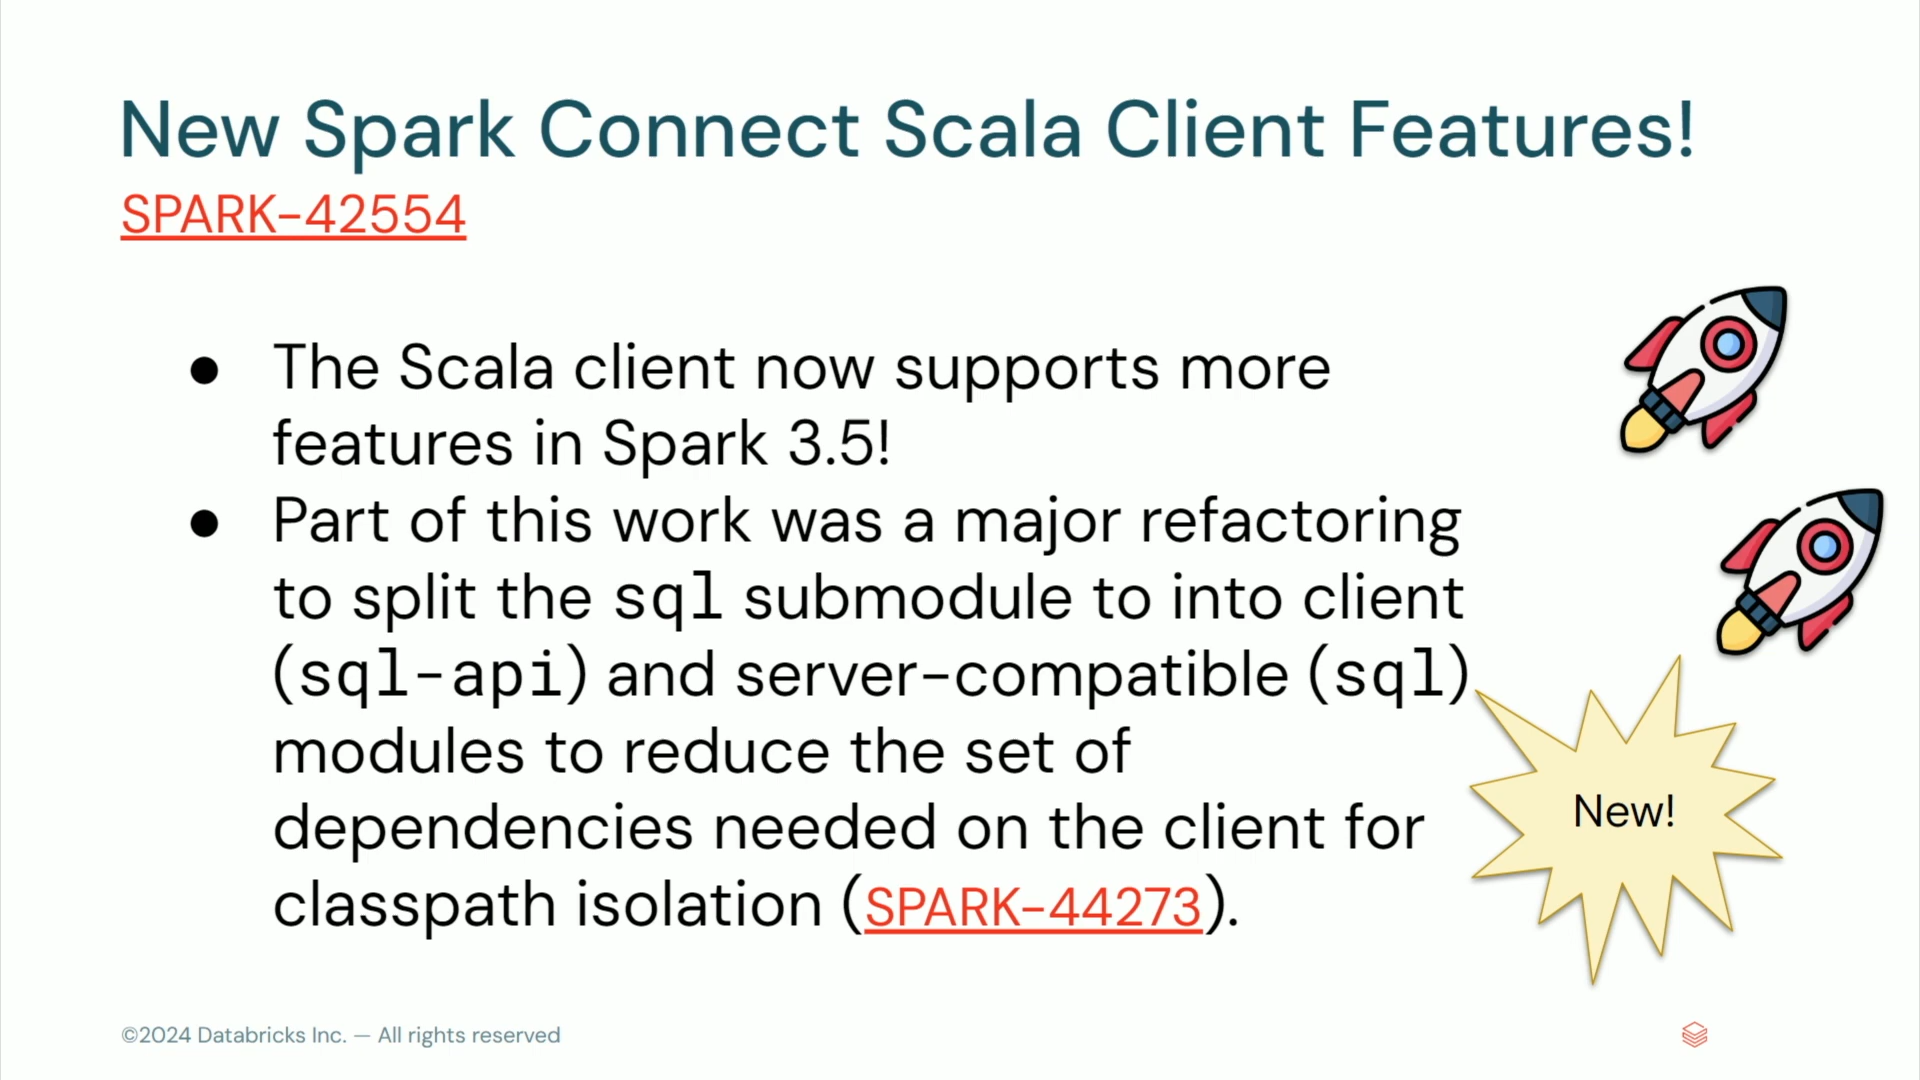 New Spark Connect Scala Client Features!
SPARK-42554
● The Scala client now supports more
features in Spark 3.5!
● Part of this work was a major refactoring
to split the sql submodule to into client
(sql-api) and server-compatible (sql)
modules to reduce the set of
dependencies needed on the client for
classpath isolation (SPARK-44273).
New!
©2024 Databricks Inc. — All rights reserved